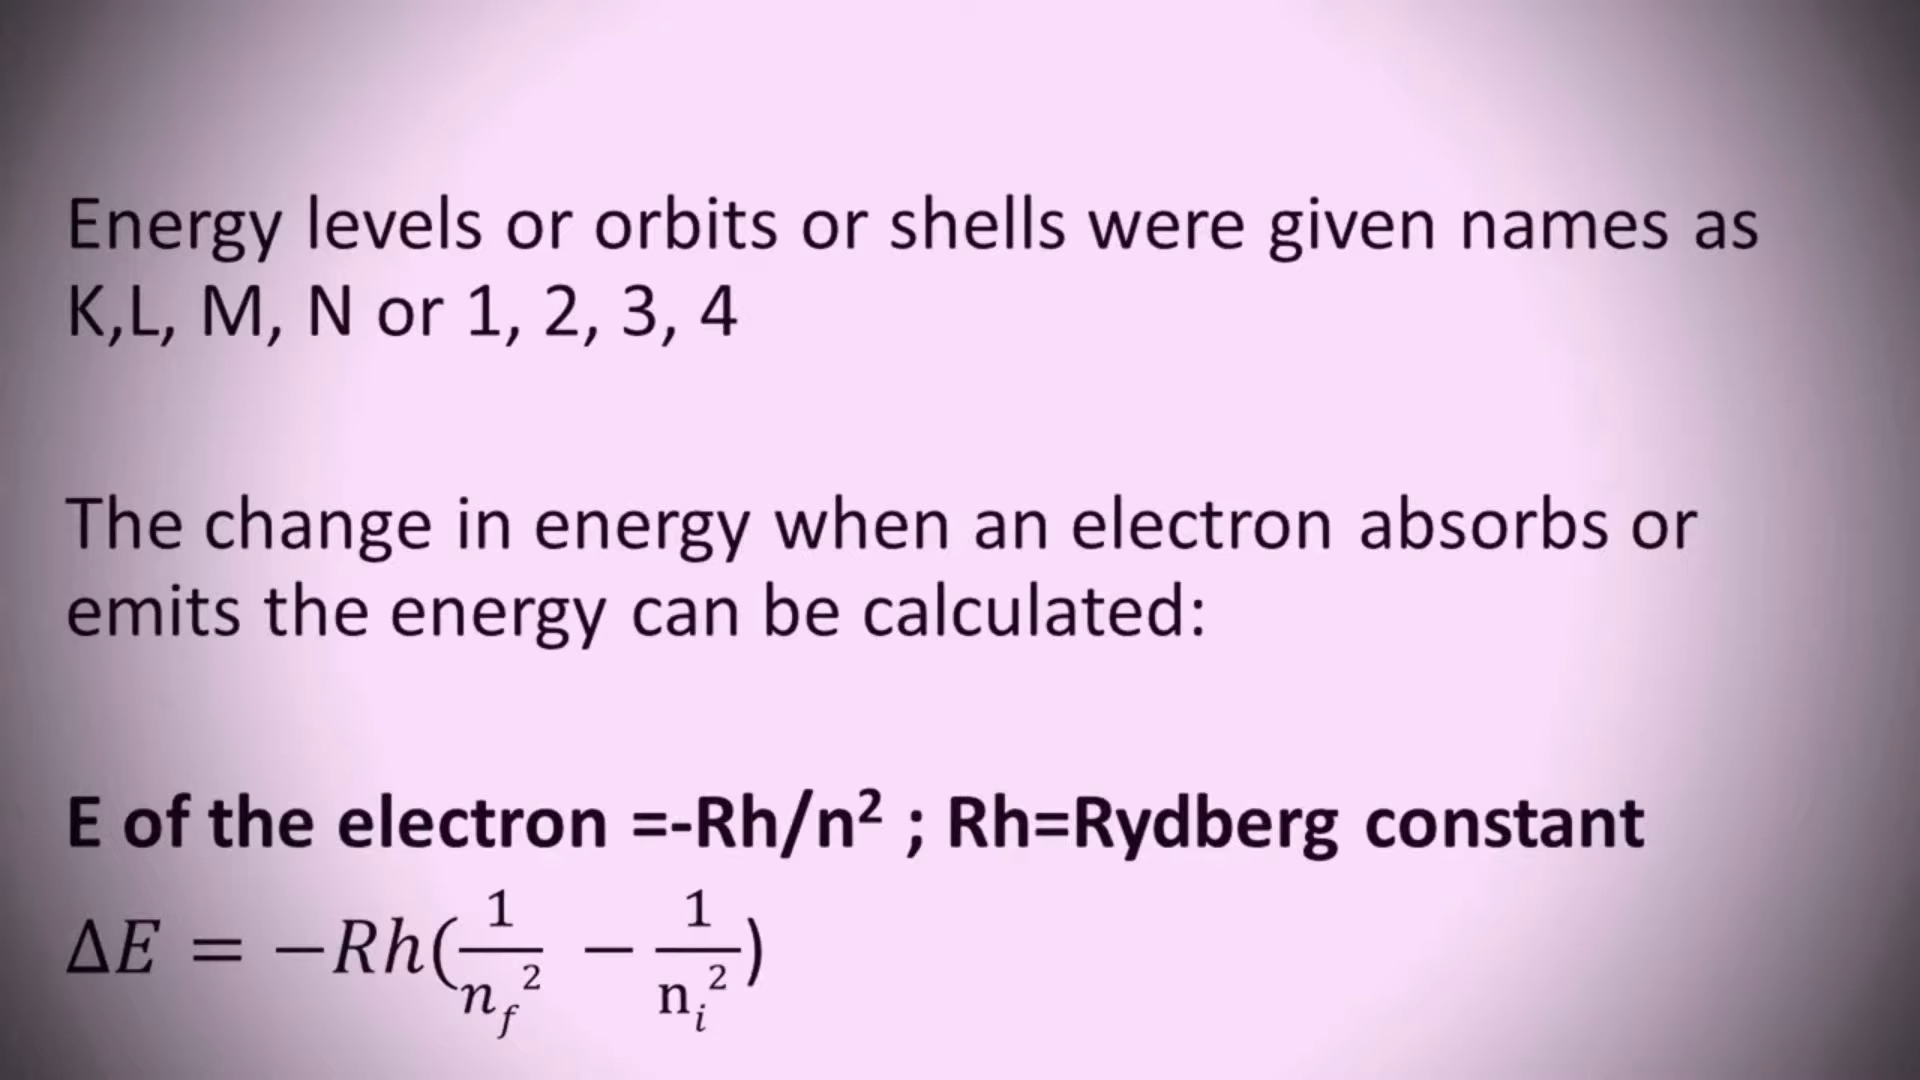 Energy levels or orbits or shells were given names as
K,L, M, N or 1, 2, 3, 4
The change in energy when an electron absorbs or
emits the energy can be calculated:
E of the electron =-Rh/n² ; Rh=Rydberg constant
ΔE = −Rh(1/n_f² − 1/n_i²)